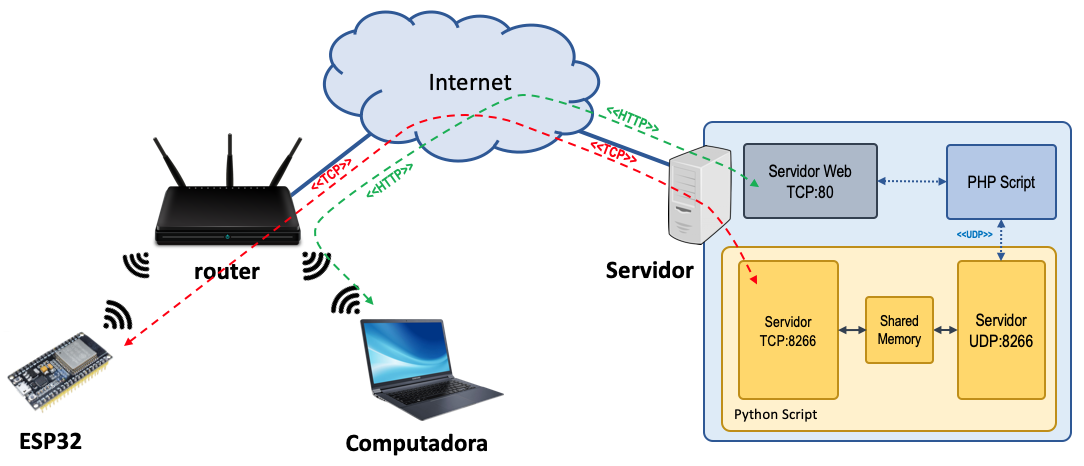 Internet
<<HTTP>>
<<TCP>>
<<TCP>>
<<HTTP>>
Servidor Web
TCP:80
PHP Script
<<UDP>>
router
Servidor
Servidor
TCP:8266
Shared
Memory
Servidor
UDP:8266
Python Script
ESP32
Computadora